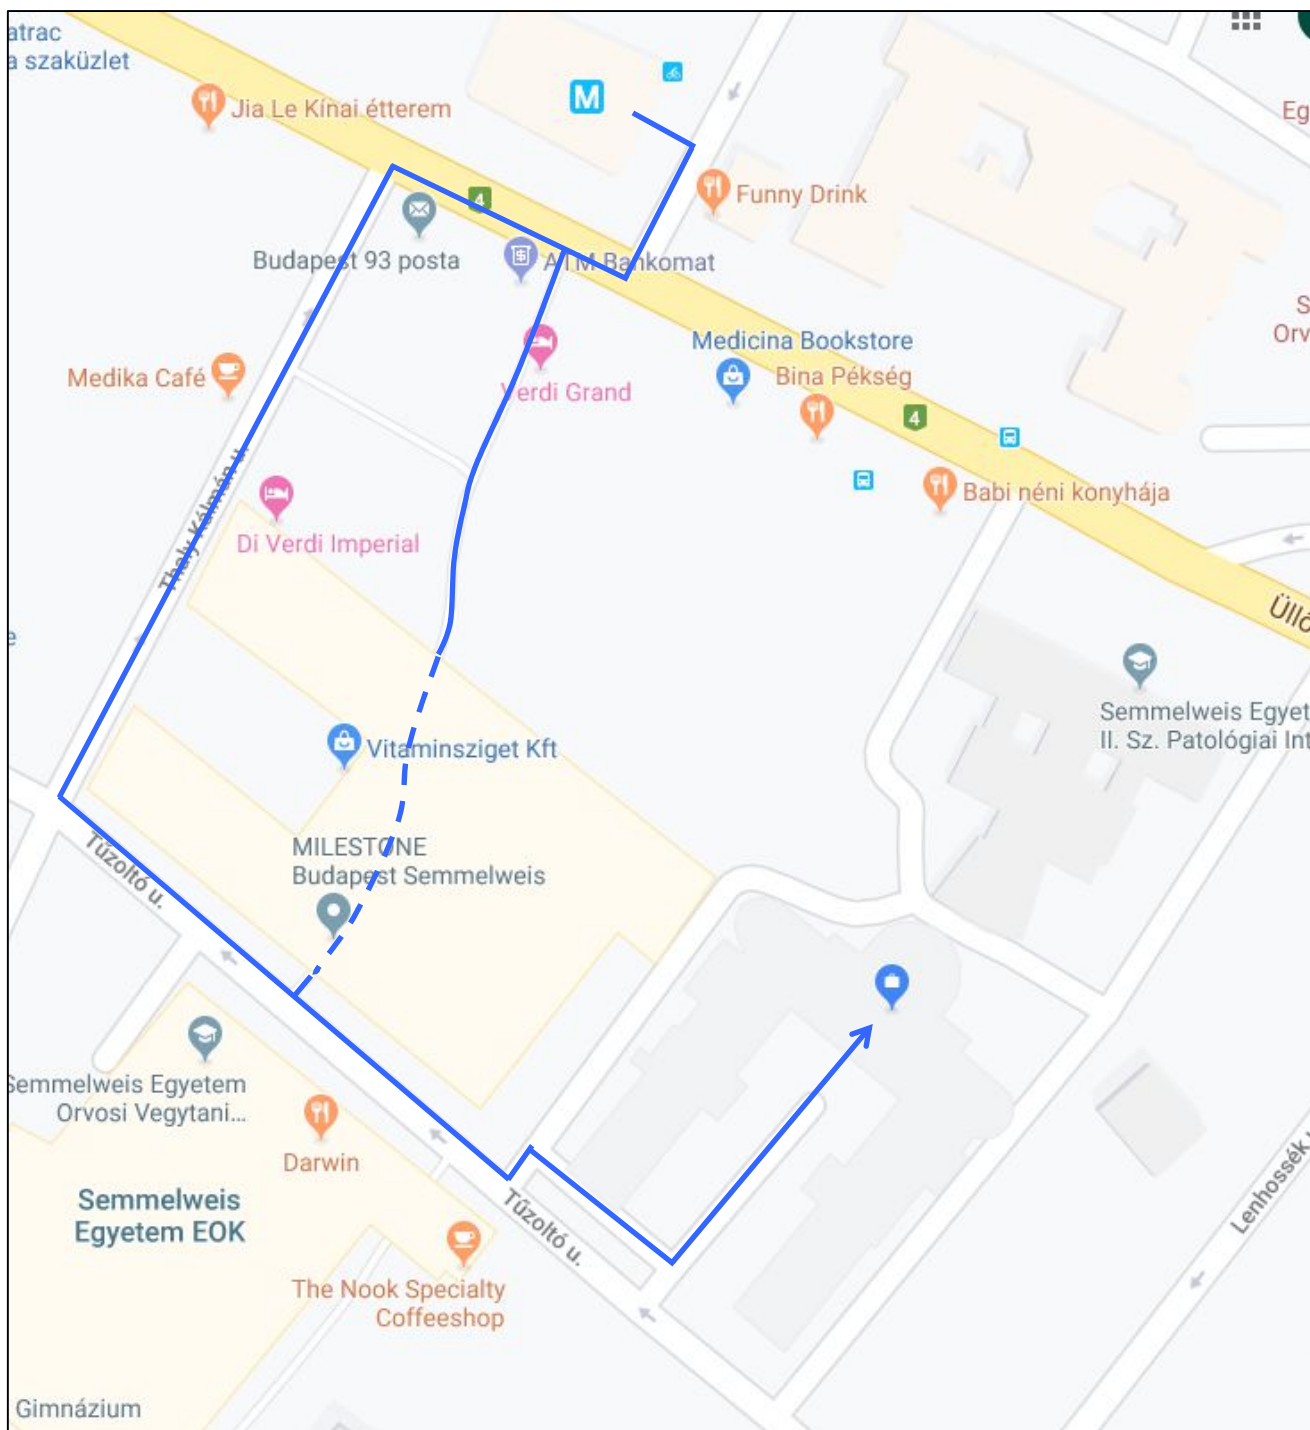 atrac
a szaküzlet
Jia Le Kínai étterem
M
Eg
Funny Drink
4
Budapest 93 posta
ATM Bankomat
S
Orv
Medicina Bookstore
Bina Pékség
Medika Café
Verdi Grand
4
Babi néni konyhája
Thaly Kálmán u.
Di Verdi Imperial
Üllő
e
Semmelweis Egyet
II. Sz. Patológiai Int
Vitaminsziget Kft
MILESTONE
Budapest Semmelweis
Tűzoltó u.
Semmelweis Egyetem
Orvosi Vegytani...
Darwin
Semmelweis
Egyetem EOK
Tűzoltó u.
Lenhossék
The Nook Specialty
Coffeeshop
Gimnázium